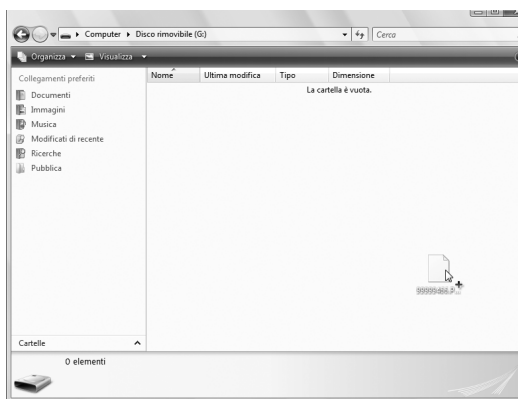 Computer ▸ Disco rimovibile (G:)
Cerca
Organizza Visualizza
Collegamenti preferiti
Documenti
Immagini
Musica
Modificati di recente
Ricerche
Pubblica
Cartelle
Nome Ultima modifica Tipo Dimensione
La cartella è vuota.
0 elementi